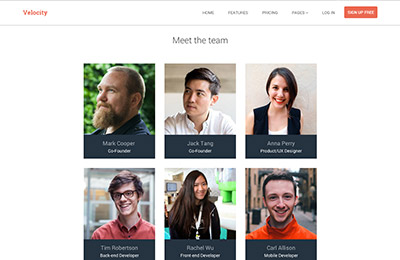 Velocity
HOME FEATURES PRICING PAGES LOG IN SIGN UP FREE
Meet the team
Mark Cooper
Co-Founder
Jack Tang
Co-Founder
Anna Perry
Product/UX Designer
Tim Robertson
Back-end Developer
Rachel Wu
Front-end Developer
Carl Allison
Mobile Developer